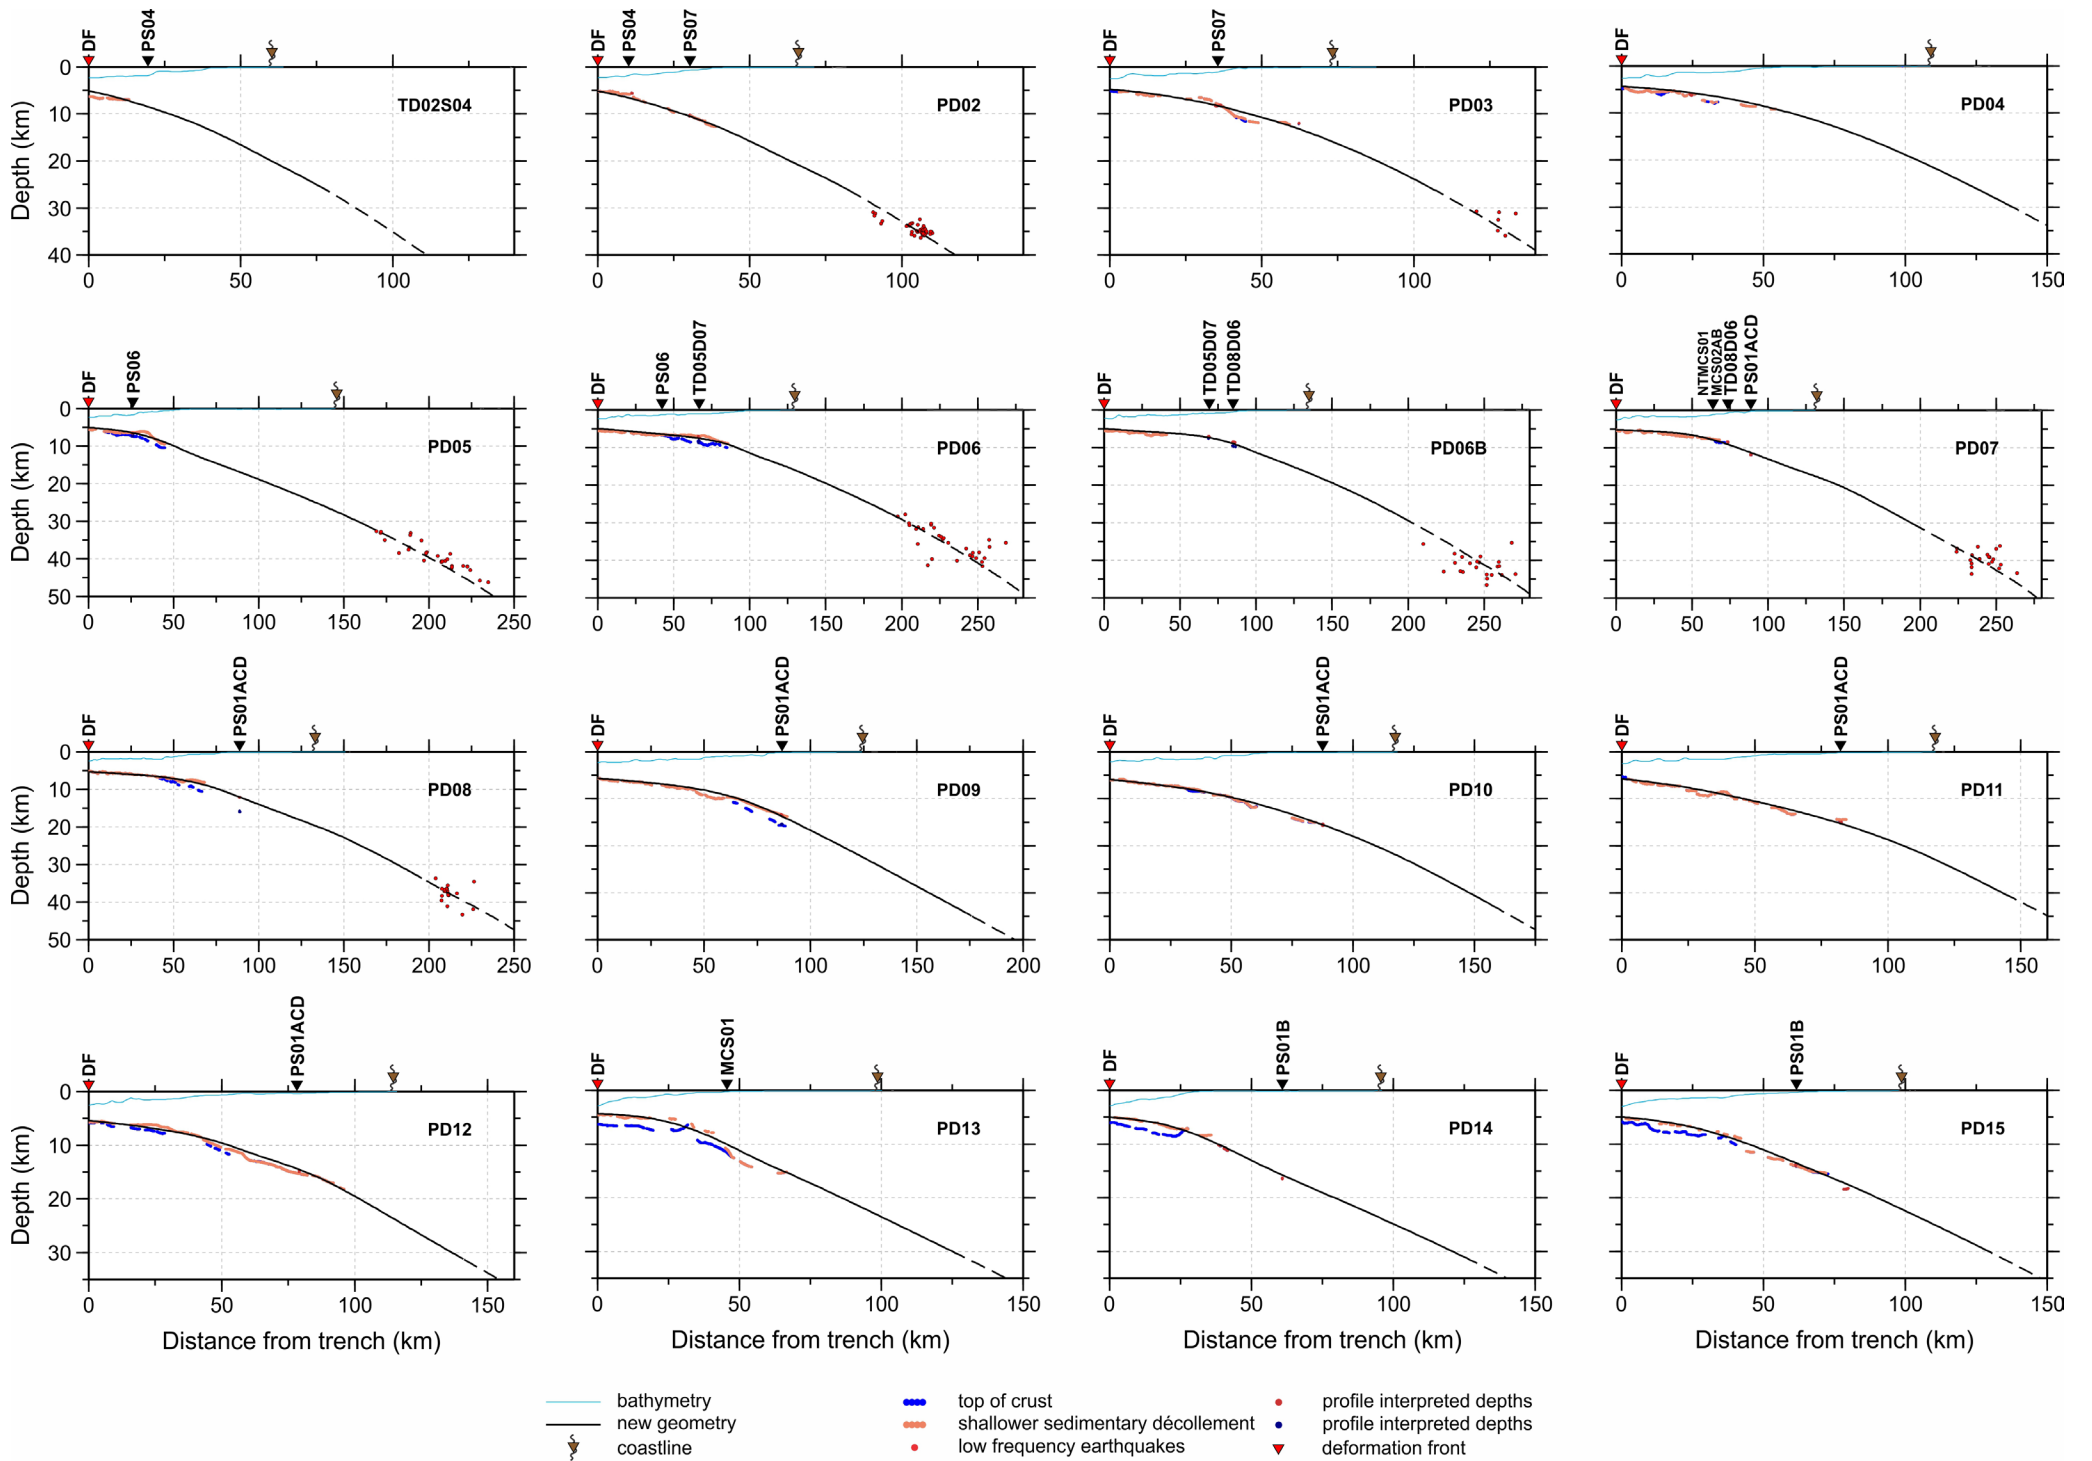 DF PS04
DF PS04 PS07
DF PS07
DF
TD02S04
PD02
PD03
PD04
Depth (km)
0
10
20
30
40
0 50 100
0 50 100
0 50 100
0 50 100 150
DF PS06
DF PS06 TD05D07
DF TD05D07 TD08D06
DF NTMCS01 MCS02AB TD08D06 PS01ACD
PD05
PD06
PD06B
PD07
Depth (km)
0
10
20
30
40
50
0 50 100 150 200 250
0 50 100 150 200 250
0 50 100 150 200 250
0 50 100 150 200 250
DF PS01ACD
DF PS01ACD
DF PS01ACD
DF PS01ACD
PD08
PD09
PD10
PD11
Depth (km)
0
10
20
30
40
50
0 50 100 150 200 250
0 50 100 150 200
0 50 100 150
0 50 100 150
DF PS01ACD
DF MCS01
DF PS01B
DF PS01B
PD12
PD13
PD14
PD15
Depth (km)
0
10
20
30
0 50 100 150
0 50 100 150
0 50 100 150
0 50 100 150
Distance from trench (km)
Distance from trench (km)
Distance from trench (km)
Distance from trench (km)
bathymetry
new geometry
coastline
top of crust
shallower sedimentary décollement
low frequency earthquakes
profile interpreted depths
profile interpreted depths
deformation front